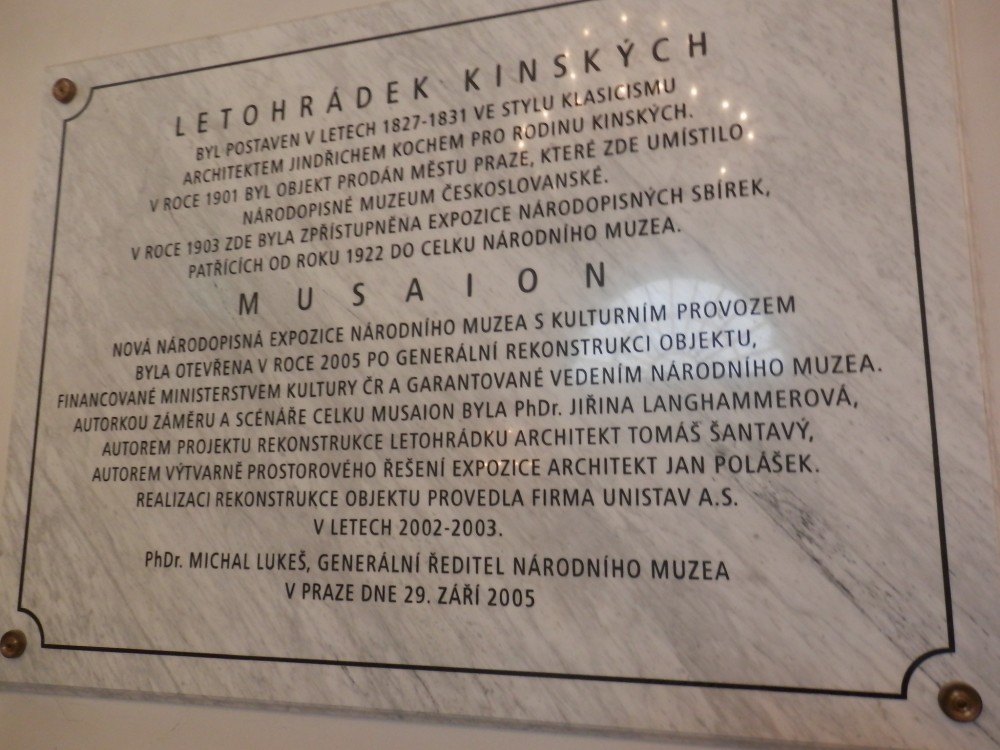 LETOHRÁDEK KINSKÝCH
BYL POSTAVEN V LETECH 1827-1831 VE STYLU KLASICISMU
ARCHITEKTEM JINDŘICHEM KOCHEM PRO RODINU KINSKÝCH.
V ROCE 1901 BYL OBJEKT PRODÁN MĚSTU PRAZE, KTERÉ ZDE UMÍSTILO
NÁRODOPISNÉ MUZEUM ČESKOSLOVANSKÉ.
V ROCE 1903 ZDE BYLA ZPŘÍSTUPNĚNA EXPOZICE NÁRODOPISNÝCH SBÍREK,
PATŘÍCÍCH OD ROKU 1922 DO CELKU NÁRODNÍHO MUZEA.
MUSAION
NOVÁ NÁRODOPISNÁ EXPOZICE NÁRODNÍHO MUZEA S KULTURNÍM PROVOZEM
BYLA OTEVŘENA V ROCE 2005 PO GENERÁLNÍ REKONSTRUKCI OBJEKTU,
FINANCOVANÉ MINISTERSTVEM KULTURY ČR A GARANTOVANÉ VEDENÍM NÁRODNÍHO MUZEA.
AUTORKOU ZÁMĚRU A SCÉNÁŘE CELKU MUSAION BYLA PhDr. JIŘINA LANGHAMMEROVÁ,
AUTOREM PROJEKTU REKONSTRUKCE LETOHRÁDKU ARCHITEKT TOMÁŠ ŠANTAVÝ,
AUTOREM VÝTVARNĚ PROSTOROVÉHO ŘEŠENÍ EXPOZICE ARCHITEKT JAN POLÁŠEK.
REALIZACI REKONSTRUKCE OBJEKTU PROVEDLA FIRMA UNISTAV A.S.
V LETECH 2002-2003.
PhDr. MICHAL LUKEŠ, GENERÁLNÍ ŘEDITEL NÁRODNÍHO MUZEA
V PRAZE DNE 29. ZÁŘÍ 2005